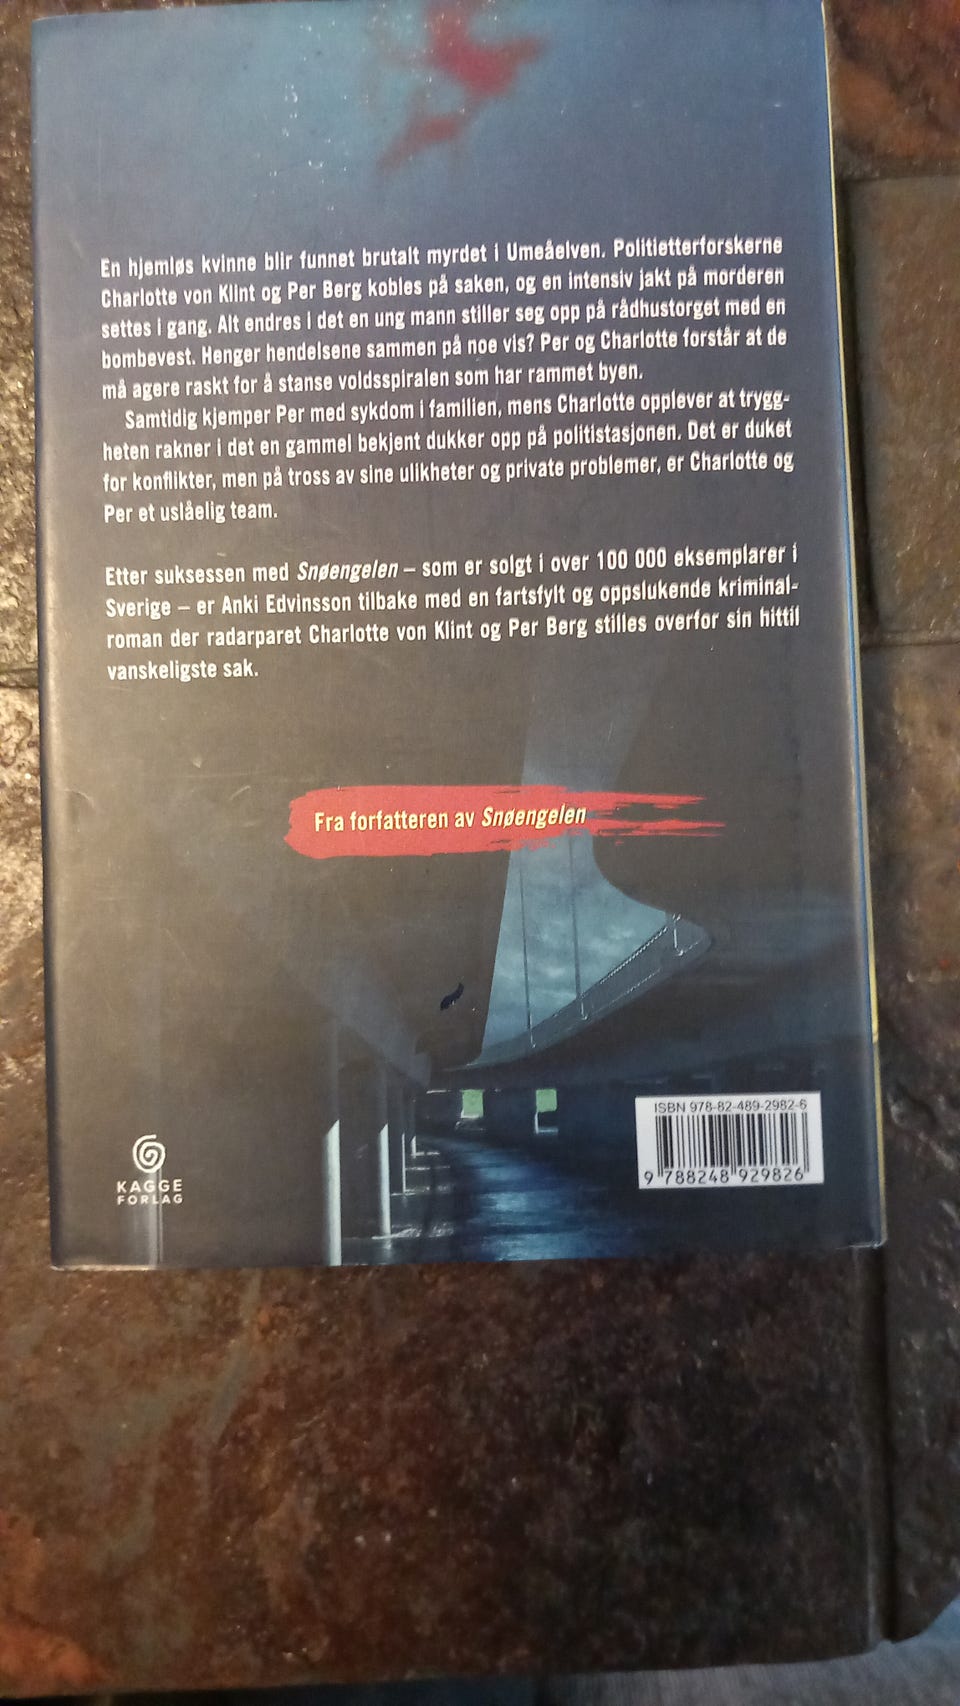 En hjemløs kvinne blir funnet brutalt myrdet i Umeåelven. Politietterforskerne
Charlotte von Klint og Per Berg kobles på saken, og en intensiv jakt på morderen
settes i gang. Alt endres i det en ung mann stiller seg opp på rådhustorget med en
bombevest. Henger hendelsene sammen på noe vis? Per og Charlotte forstår at de
må agere raskt for å stanse voldsspiralen som har rammet byen.
Samtidig kjemper Per med sykdom i familien, mens Charlotte opplever at trygg-
heten rakner i det en gammel bekjent dukker opp på politistasjonen. Det er duket
for konflikter, men på tross av sine ulikheter og private problemer, er Charlotte og
Per et uslåelig team.
Etter suksessen med Snøengelen – som er solgt i over 100 000 eksemplarer i
Sverige – er Anki Edvinsson tilbake med en fartsfylt og oppslukende kriminal-
roman der radarparet Charlotte von Klint og Per Berg stilles overfor sin hittil
vanskeligste sak.
Fra forfatteren av Snøengelen
ISBN 978-82-489-2982-6
9 788248 929826
KAGGE
FORLAG